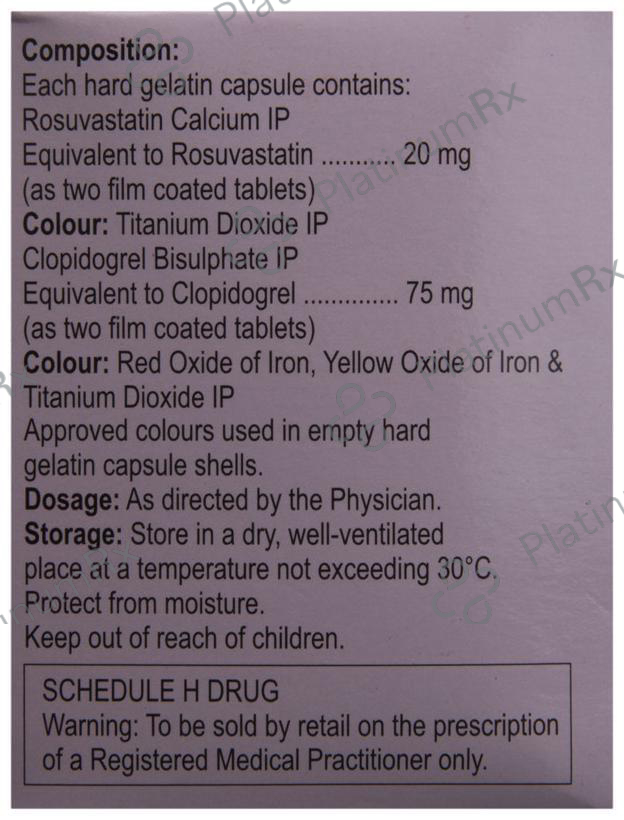 Composition:
Each hard gelatin capsule contains:
Rosuvastatin Calcium IP
Equivalent to Rosuvastatin ........... 20 mg
(as two film coated tablets)
Colour: Titanium Dioxide IP
Clopidogrel Bisulphate IP
Equivalent to Clopidogrel .............. 75 mg
(as two film coated tablets)
Colour: Red Oxide of Iron, Yellow Oxide of Iron &
Titanium Dioxide IP
Approved colours used in empty hard
gelatin capsule shells.
Dosage: As directed by the Physician.
Storage: Store in a dry, well-ventilated
place at a temperature not exceeding 30°C.
Protect from moisture.
Keep out of reach of children.
SCHEDULE H DRUG
Warning: To be sold by retail on the prescription
of a Registered Medical Practitioner only.
PlatinumRx
PlatinumRx